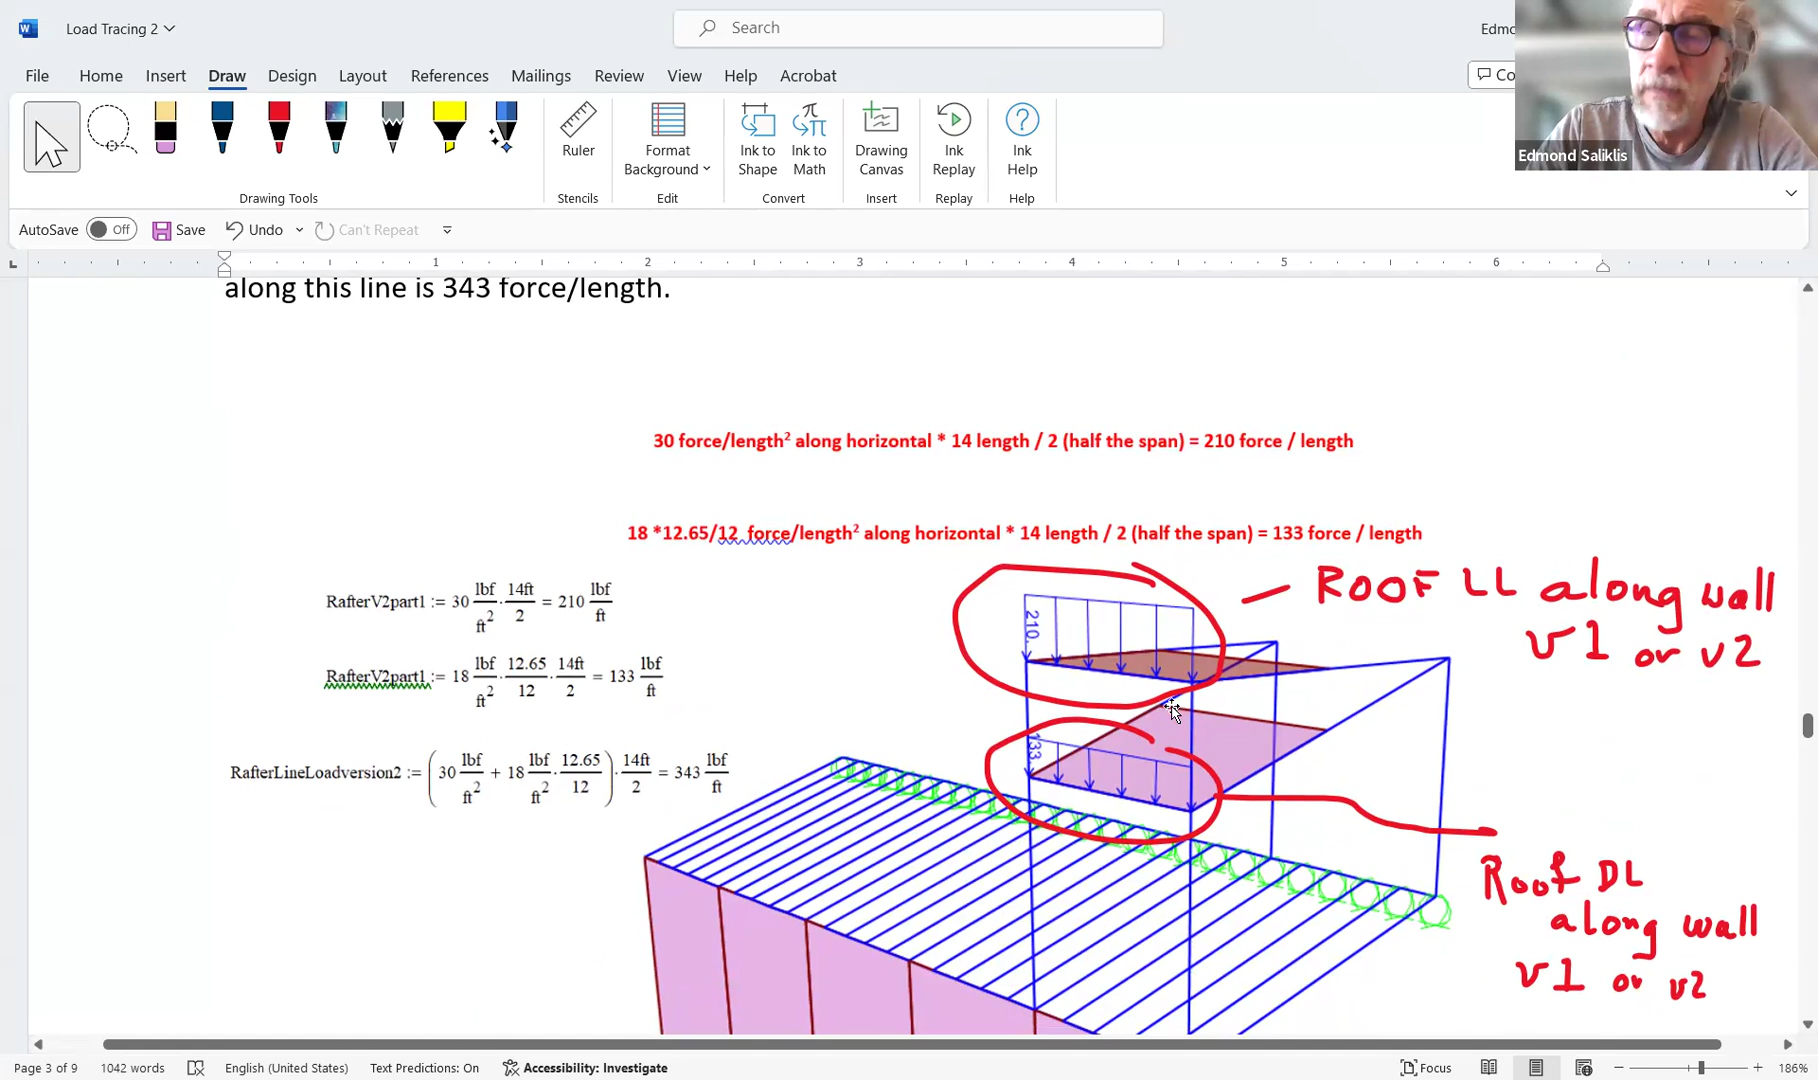 Load Tracing 2
Search
Edmo
File Home Insert Draw Design Layout References Mailings Review View Help Acrobat
Co
Edmond Saliklis
Ruler
Format Background
Ink to Shape
Ink to Math
Drawing Canvas
Ink Replay
Ink Help
Drawing Tools Stencils Edit Convert Insert Replay Help
AutoSave Off Save Undo Can't Repeat
1 2 3 4 5 6
along this line is 343 force/length.
30 force/length² along horizontal * 14 length / 2 (half the span) = 210 force / length
18 *12.65/12 force/length² along horizontal * 14 length / 2 (half the span) = 133 force / length
RafterV2part1 := 30 lbf/ft² · 14ft/2 = 210 lbf/ft
RafterV2part1 := 18 lbf/ft² · 12.65/12 · 14ft/2 = 133 lbf/ft
RafterLineLoadversion2 := (30 lbf/ft² + 18 lbf/ft² · 12.65/12) · 14ft/2 = 343 lbf/ft
210.
133.
ROOF LL along wall
v1 or v2
Roof DL
along wall
v1 or v2
Page 3 of 9 1042 words English (United States) Text Predictions: On Accessibility: Investigate Focus 186%